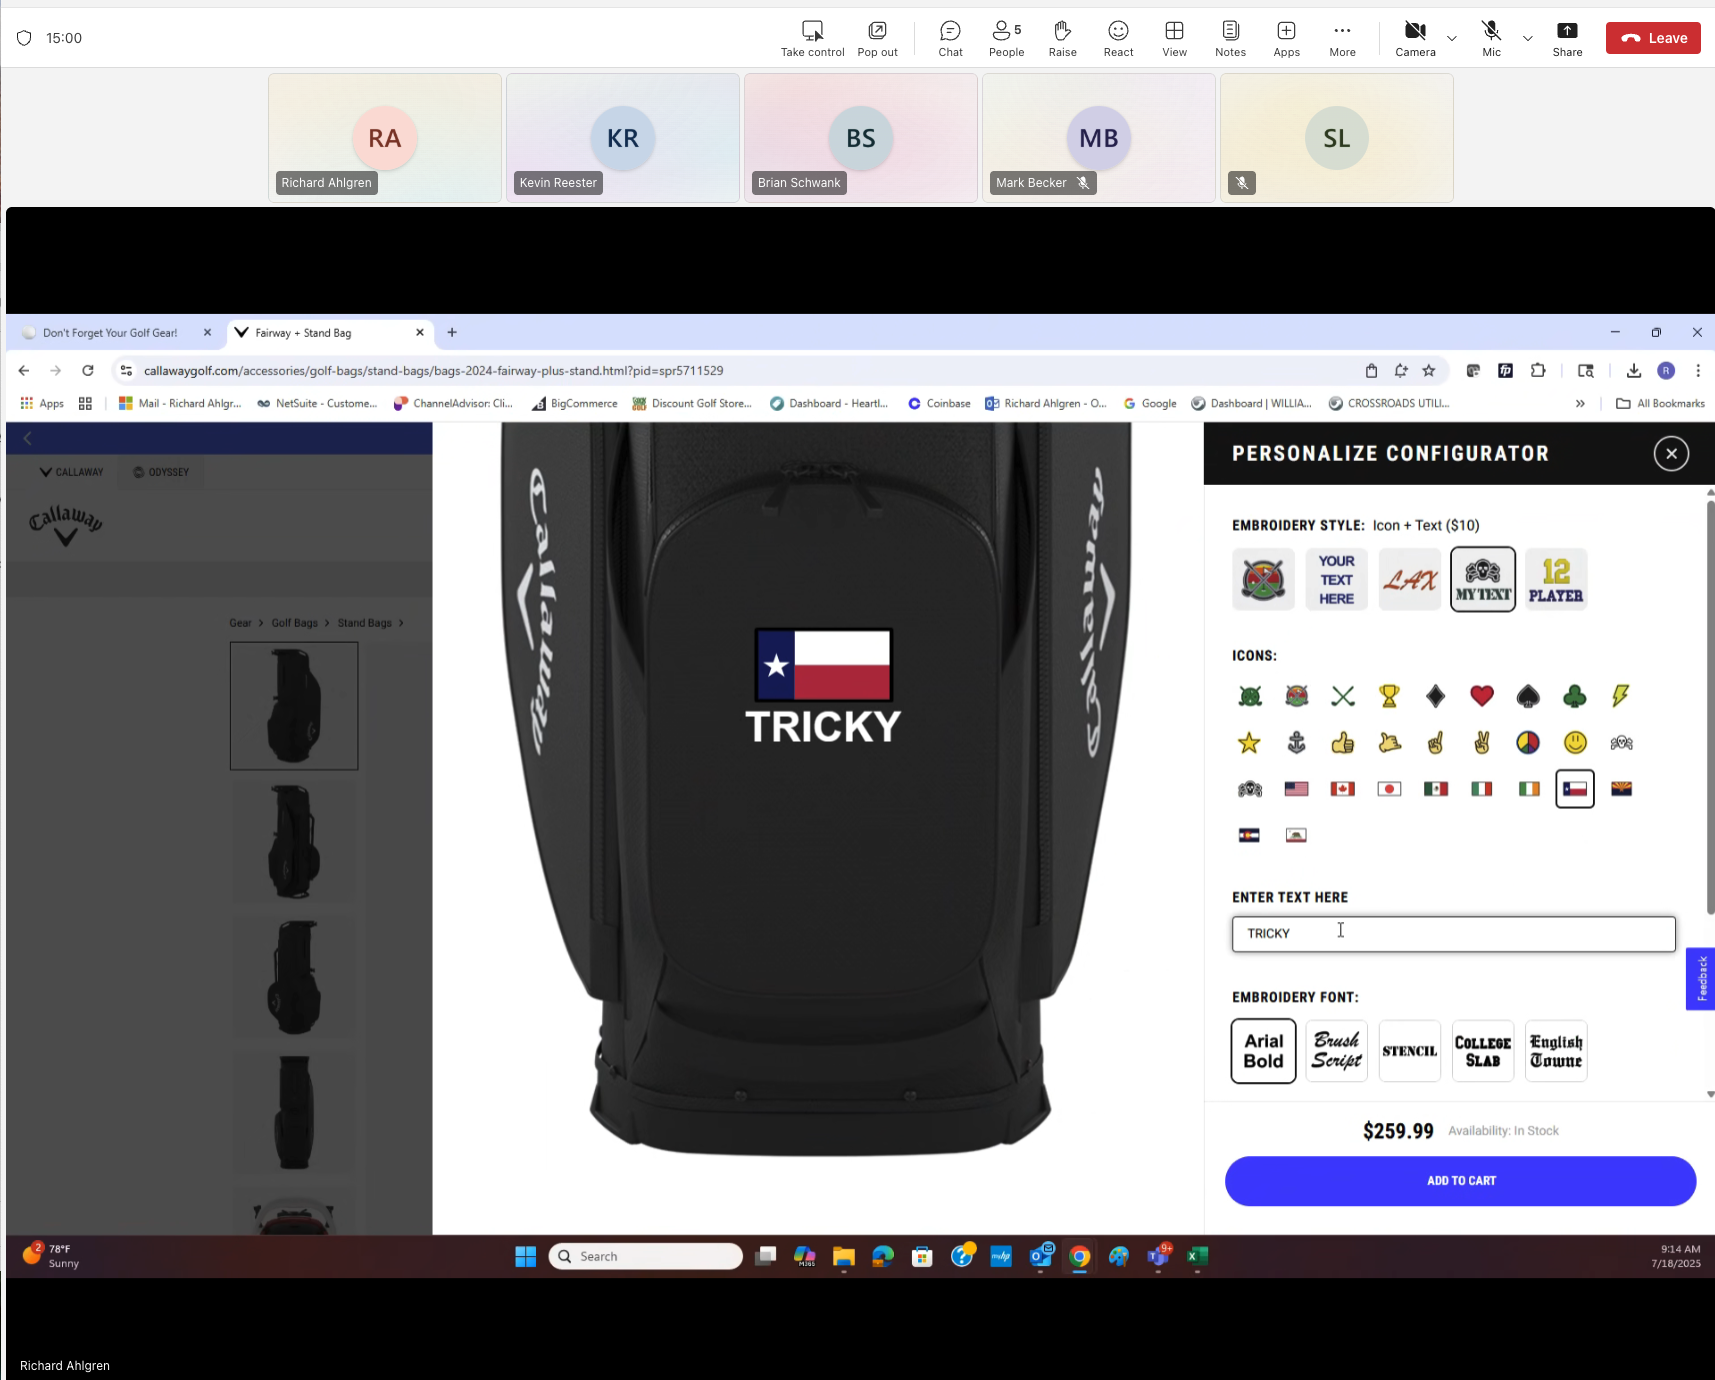 15:00
Take control
Pop out
Chat
People
5
Raise
React
View
Notes
Apps
More
Camera
Mic
Share
Leave
RA
Richard Ahlgren
KR
Kevin Reester
BS
Brian Schwank
MB
Mark Becker
SL
Don't Forget Your Golf Gear!
Fairway + Stand Bag
callawaygolf.com/accessories/golf-bags/stand-bags/bags-2024-fairway-plus-stand.html?pid=spr5711529
R
Apps
Mail - Richard Ahlgr...
NetSuite - Custome...
ChannelAdvisor: Cli...
BigCommerce
Discount Golf Store...
Dashboard - Heartl...
Coinbase
Richard Ahlgren - O...
Google
Dashboard | WILLIA...
CROSSROADS UTILI...
All Bookmarks
CALLAWAY
ODYSSEY
Callaway
Gear > Golf Bags > Stand Bags >
Callaway
Callaway
TRICKY
PERSONALIZE CONFIGURATOR
EMBROIDERY STYLE: Icon + Text ($10)
YOUR
TEXT
HERE
LAX
MY TEXT
12
PLAYER
ICONS:
ENTER TEXT HERE
TRICKY
Feedback
EMBROIDERY FONT:
Arial
Bold
Brush
Script
STENCIL
COLLEGE
SLAB
English
Towne
$259.99 Availability: In Stock
ADD TO CART
2
78°F
Sunny
Search
M365
myhp
9+
9:14 AM
7/18/2025
Richard Ahlgren